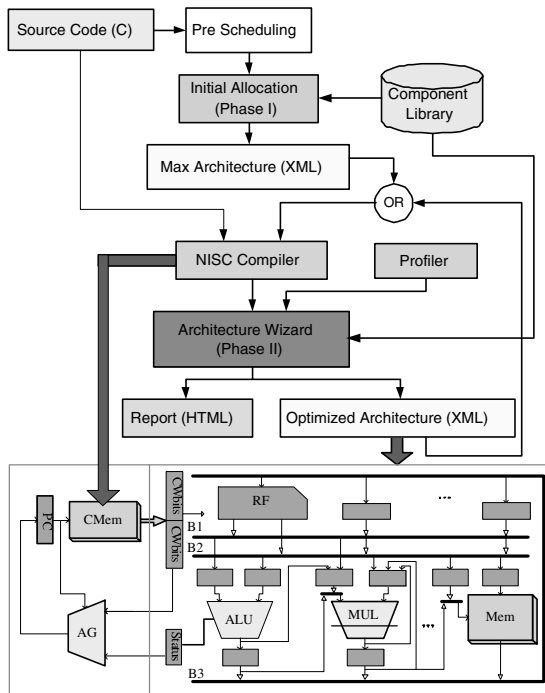 Source Code (C)
Pre Scheduling
Initial Allocation
(Phase I)
Component
Library
Max Architecture (XML)
OR
NISC Compiler
Profiler
Architecture Wizard
(Phase II)
Report (HTML)
Optimized Architecture (XML)
PC
CMem
CWbits
CWbits
RF
...
B1
B2
AG
Status
ALU
MUL
...
Mem
B3